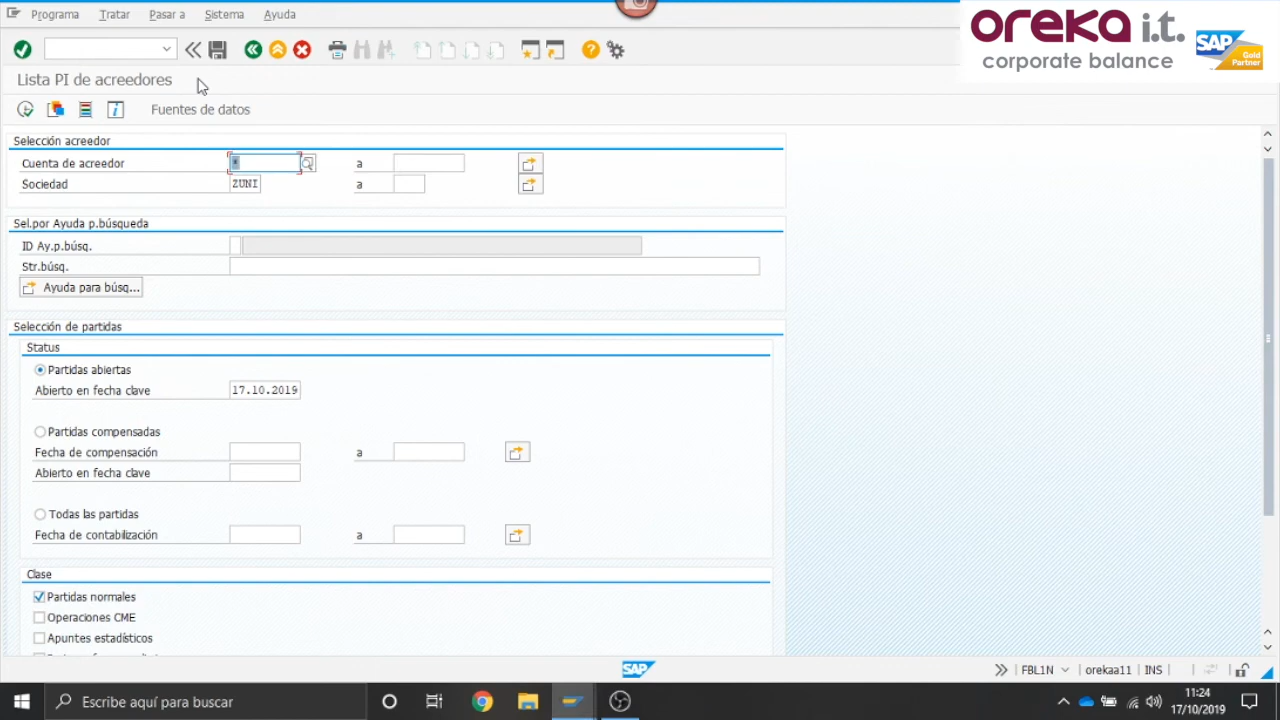 Programa Tratar Pasar a Sistema Ayuda
oreka i.t.
corporate balance
SAP
Gold
Partner
Lista PI de acreedores
Fuentes de datos
Selección acreedor
Cuenta de acreedor * a
Sociedad ZUNI a
Sel.por Ayuda p.búsqueda
ID Ay.p.búsq.
Str.búsq.
Ayuda para búsq...
Selección de partidas
Status
Partidas abiertas
Abierto en fecha clave 17.10.2019
Partidas compensadas
Fecha de compensación a
Abierto en fecha clave
Todas las partidas
Fecha de contabilización a
Clase
Partidas normales
Operaciones CME
Apuntes estadísticos
SAP
FBL1N orekaa11 INS
Escribe aquí para buscar
11:24
17/10/2019